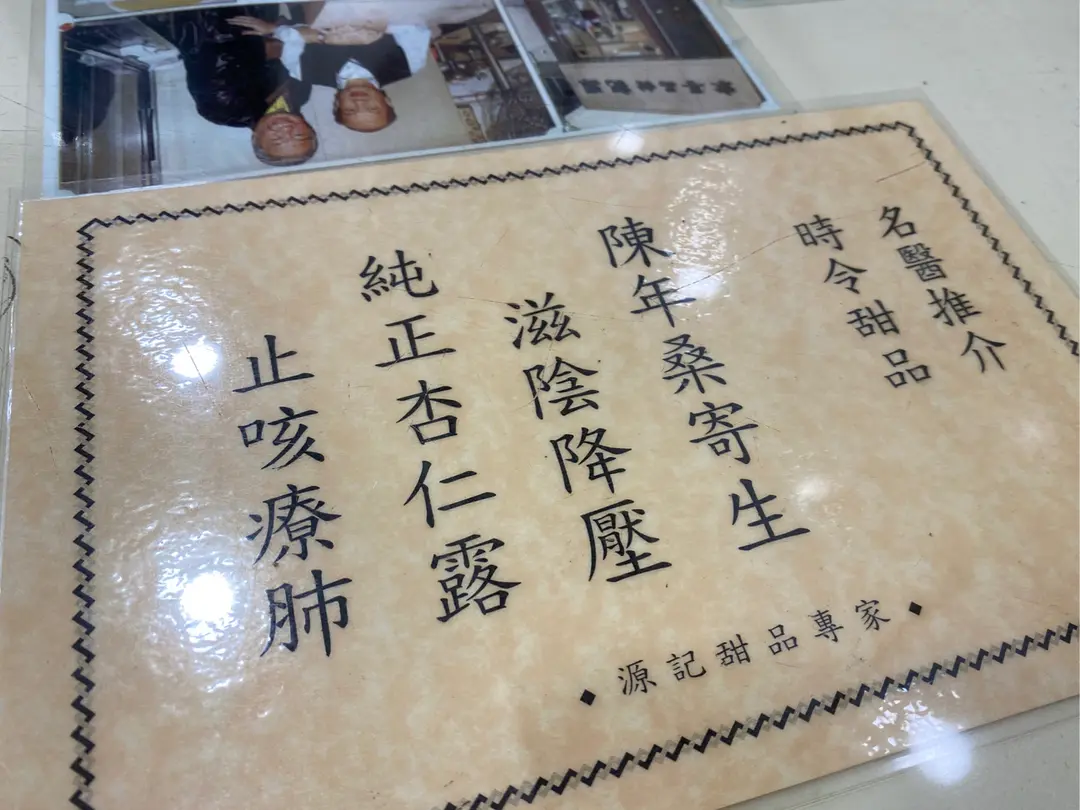 名醫推介
時令甜品
陳年桑寄生
滋陰降壓
純正杏仁露
止咳療肺
源記甜品專家